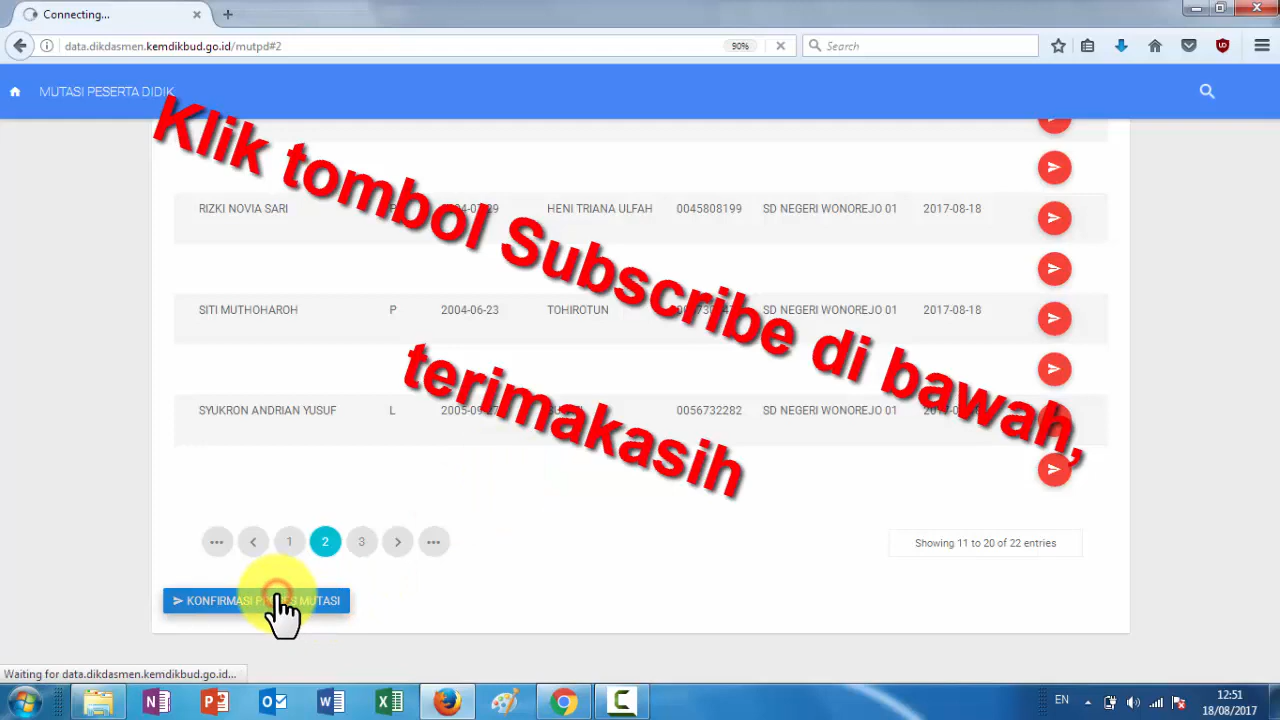 Connecting...
data.dikdasmen.kemdikbud.go.id/mutpd#2
90%
Search
MUTASI PESERTA DIDIK
Klik tombol Subscribe di bawah,
terimakasih
RIZKI NOVIA SARI HENI TRIANA ULFAH 0045808199 SD NEGERI WONOREJO 01 2017-08-18
SITI MUTHOHAROH P 2004-06-23 TOHIROTUN SD NEGERI WONOREJO 01 2017-08-18
SYUKRON ANDRIAN YUSUF L 0056732282 SD NEGERI WONOREJO 01
... 1 2 3 ...
Showing 11 to 20 of 22 entries
KONFIRMASI MUTASI
Waiting for data.dikdasmen.kemdikbud.go.id...
EN
12:51
18/08/2017